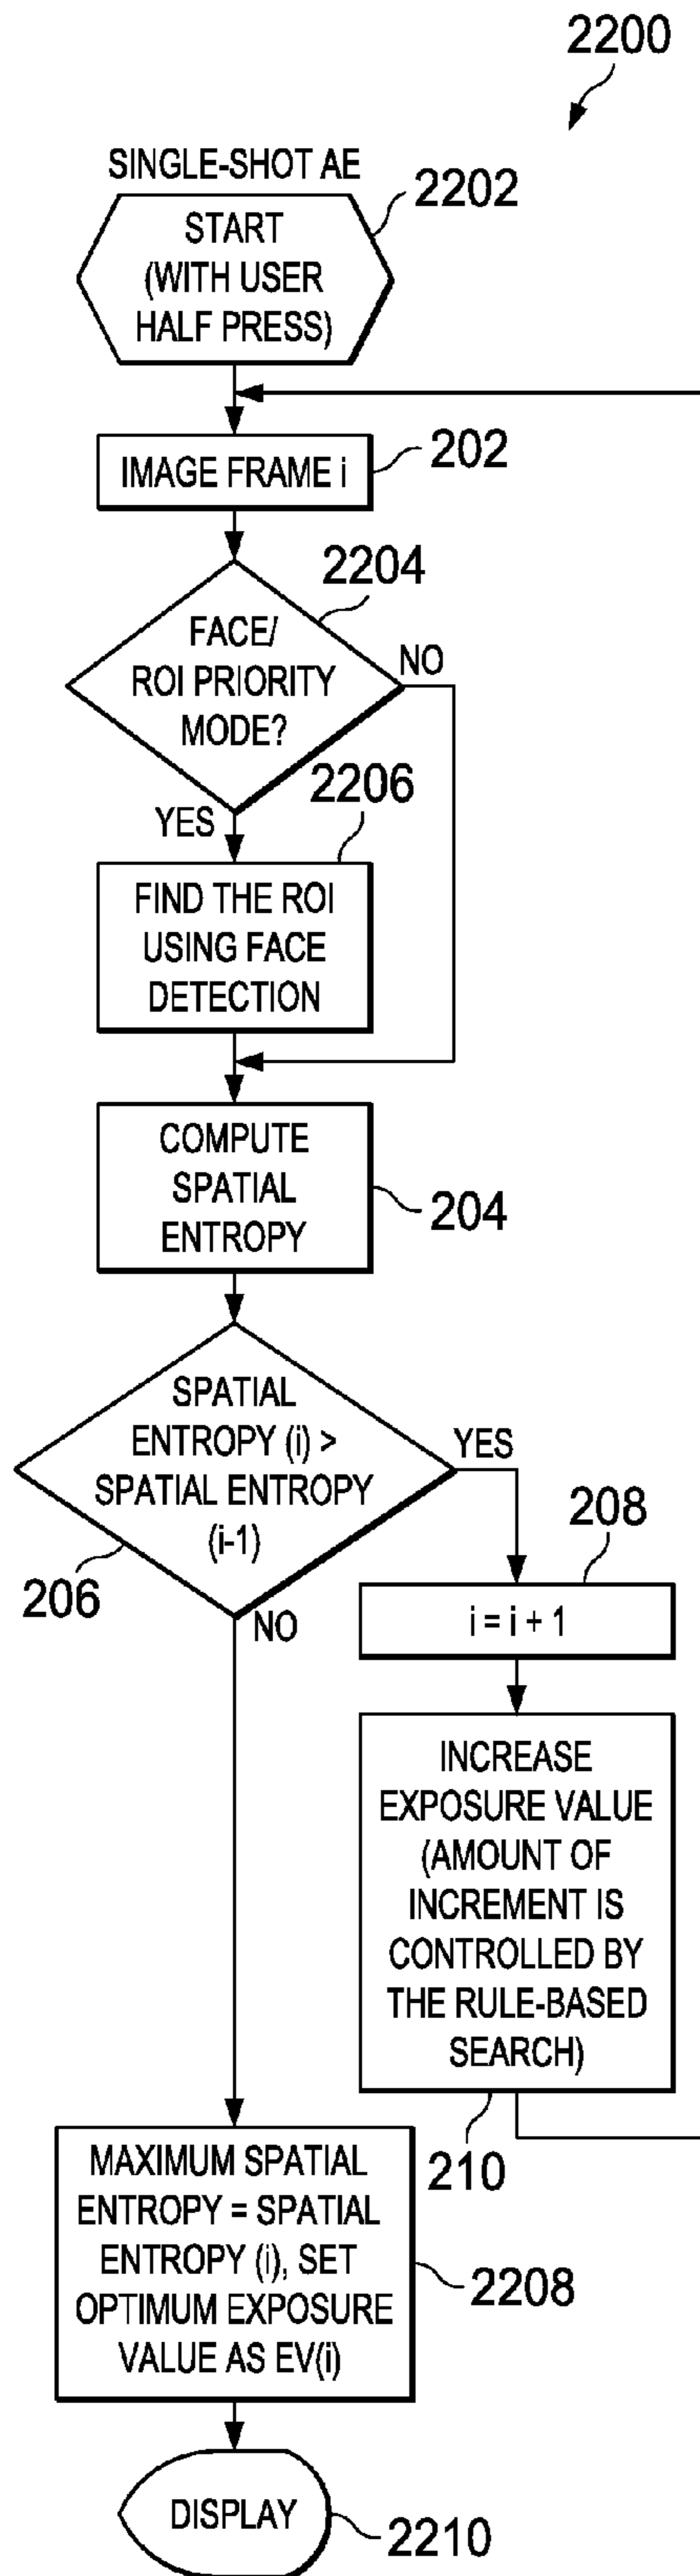 2200
SINGLE-SHOT AE
2202
START
(WITH USER
HALF PRESS)
IMAGE FRAME i
202
2204
FACE/
ROI PRIORITY
MODE?
NO
2206
YES
FIND THE ROI
USING FACE
DETECTION
COMPUTE
SPATIAL
ENTROPY
204
SPATIAL
ENTROPY (i) >
SPATIAL ENTROPY
(i-1)
YES
206
NO
208
i = i + 1
INCREASE
EXPOSURE VALUE
(AMOUNT OF
INCREMENT IS
CONTROLLED BY
THE RULE-BASED
SEARCH)
210
MAXIMUM SPATIAL
ENTROPY = SPATIAL
ENTROPY (i), SET
OPTIMUM EXPOSURE
VALUE AS EV(i)
2208
DISPLAY
2210